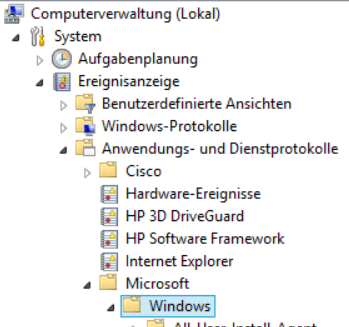 Computerverwaltung (Lokal)
System
Aufgabenplanung
Ereignisanzeige
Benutzerdefinierte Ansichten
Windows-Protokolle
Anwendungs- und Dienstprotokolle
Cisco
Hardware-Ereignisse
HP 3D DriveGuard
HP Software Framework
Internet Explorer
Microsoft
Windows
All-User-Install-Agent